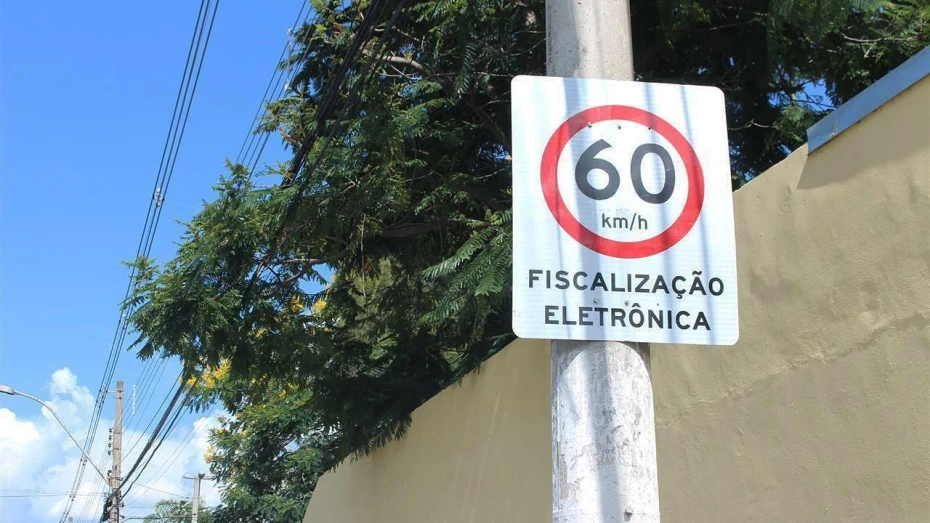 60
km/h
FISCALIZAÇÃO
ELETRÔNICA